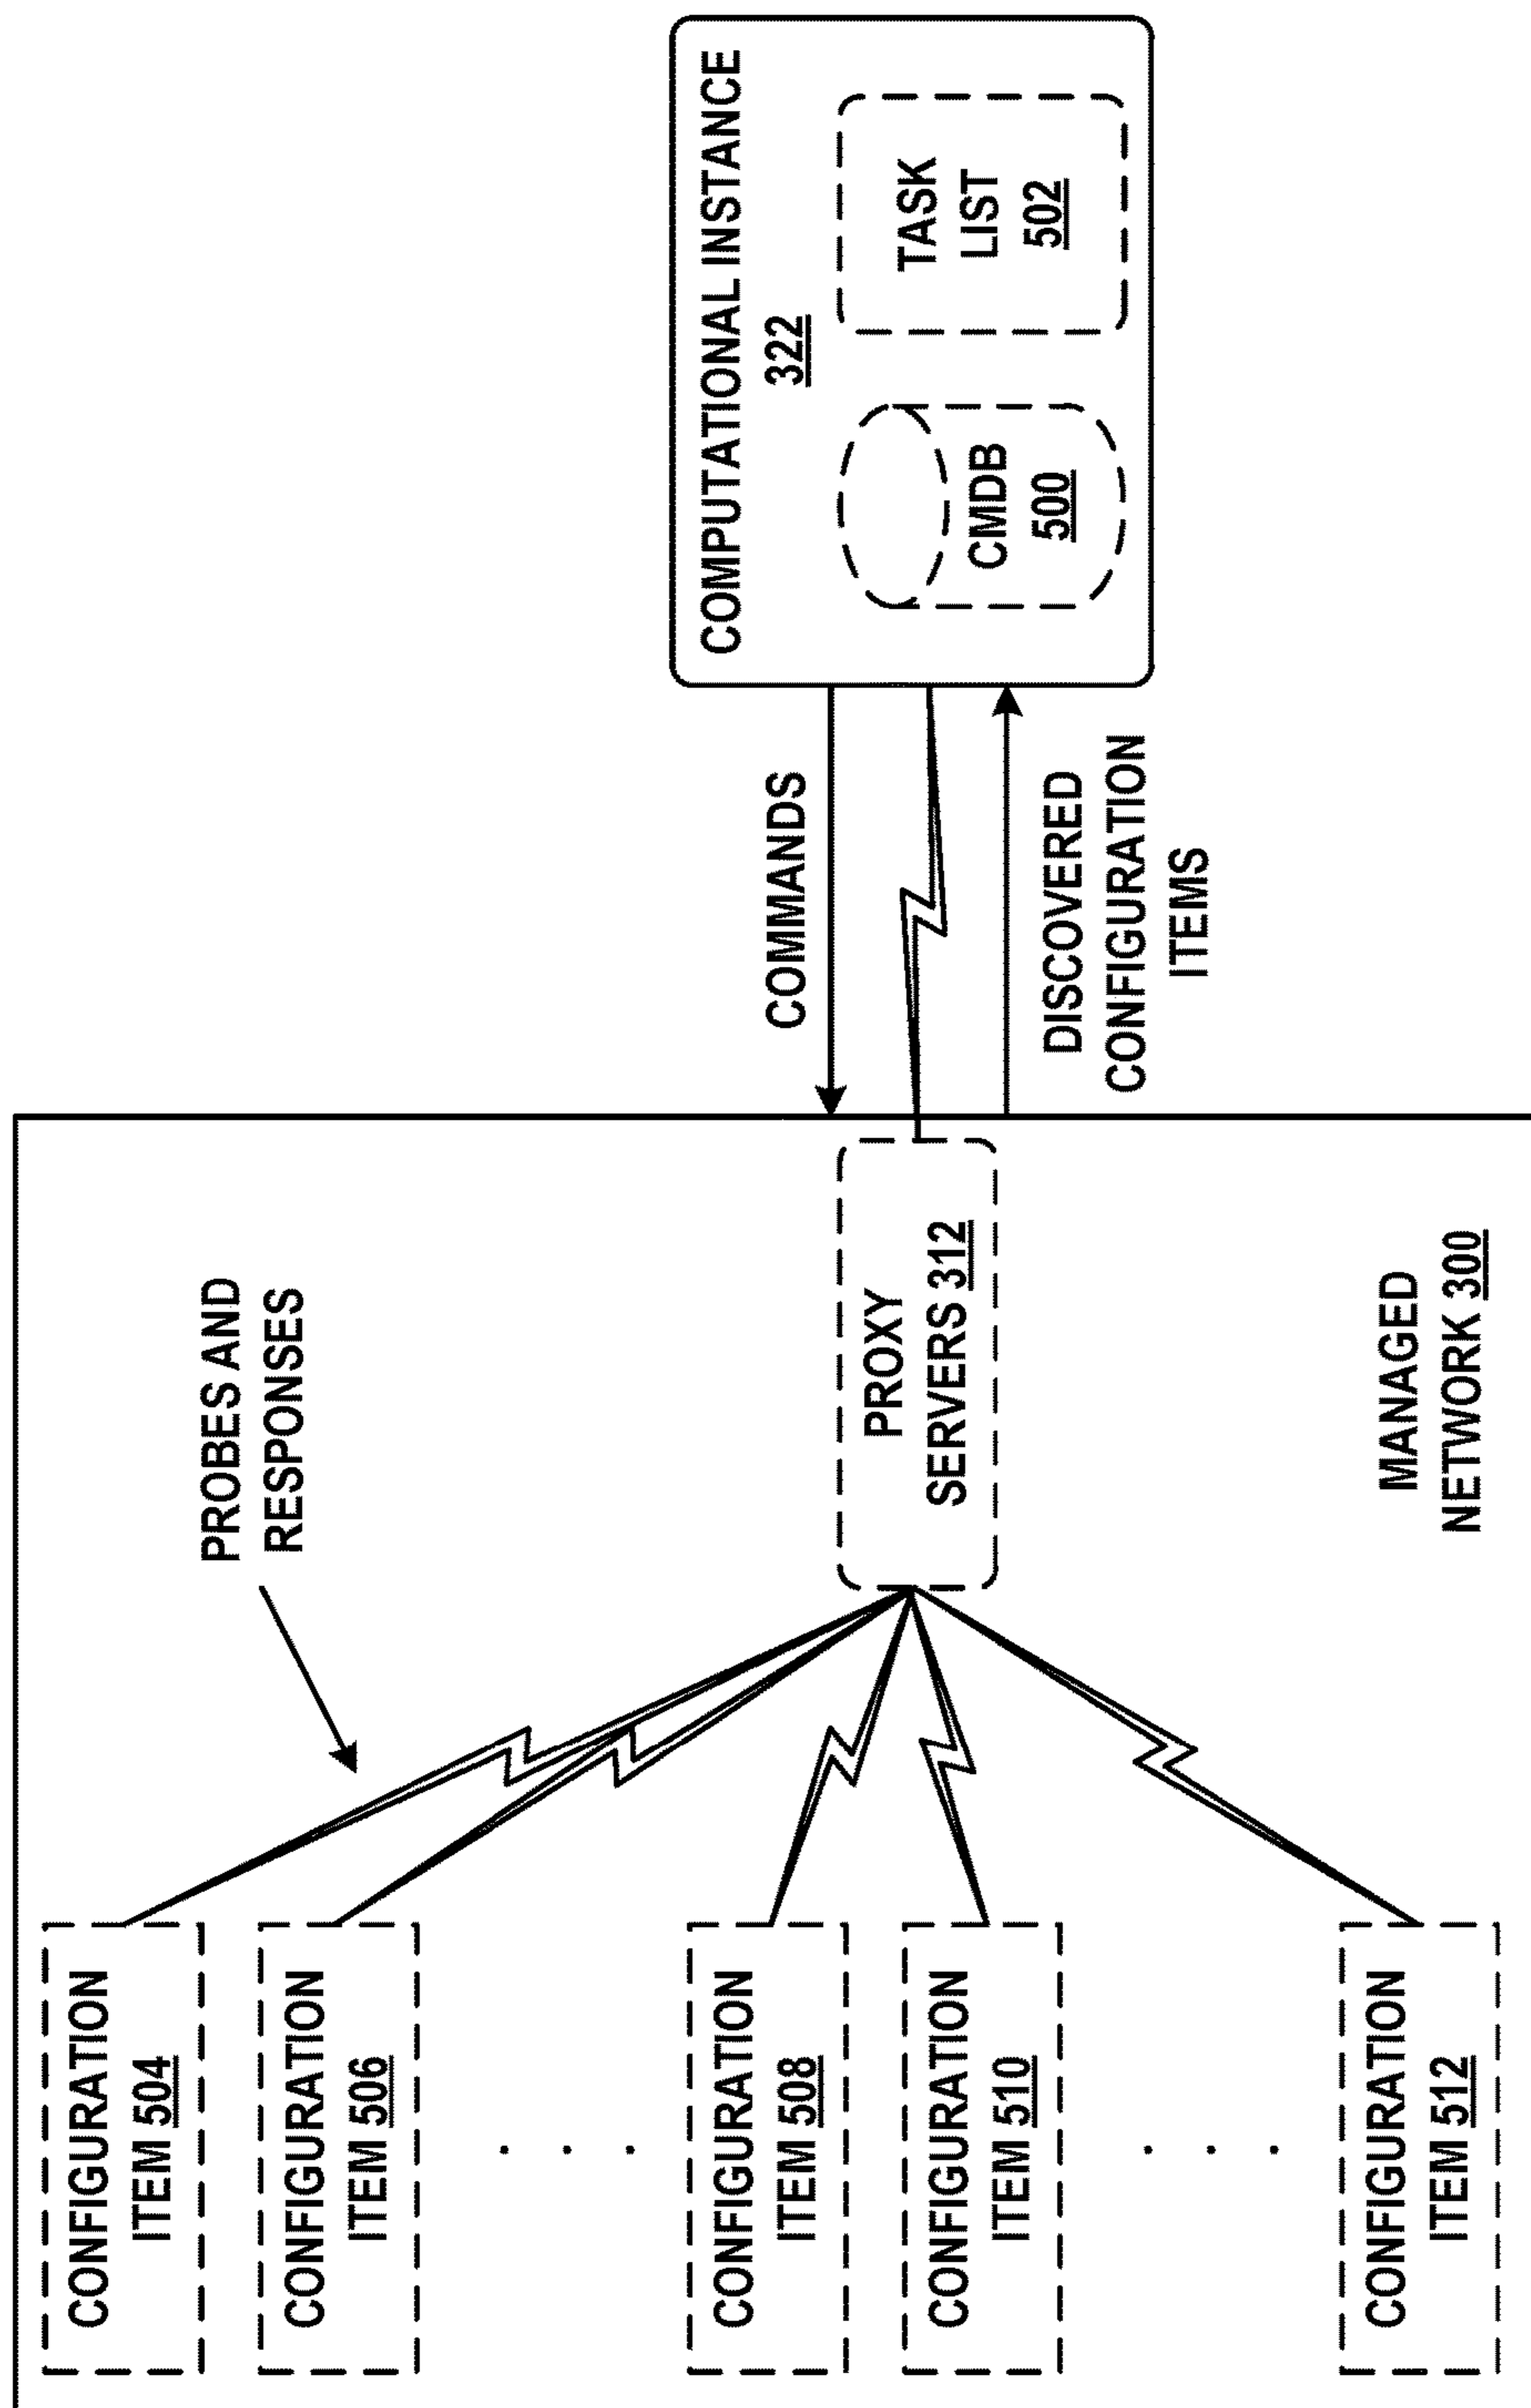 CONFIGURATION
ITEM 504
CONFIGURATION
ITEM 506
. . .
CONFIGURATION
ITEM 508
CONFIGURATION
ITEM 510
. . .
CONFIGURATION
ITEM 512
PROBES AND
RESPONSES
PROXY
SERVERS 312
MANAGED
NETWORK 300
COMMANDS
DISCOVERED
CONFIGURATION
ITEMS
COMPUTATIONAL INSTANCE
322
CMDB
500
TASK
LIST
502